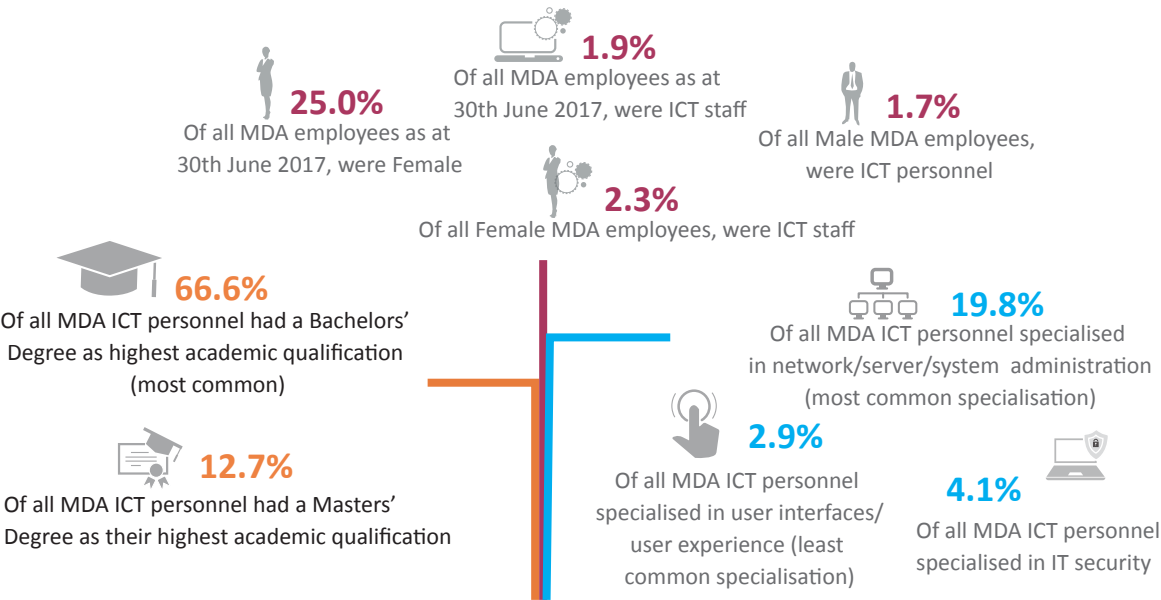 1.9%
Of all MDA employees as at
30th June 2017, were ICT staff
25.0%
Of all MDA employees as at
30th June 2017, were Female
1.7%
Of all Male MDA employees,
were ICT personnel
2.3%
Of all Female MDA employees, were ICT staff
66.6%
Of all MDA ICT personnel had a Bachelors’
Degree as highest academic qualification
(most common)
12.7%
Of all MDA ICT personnel had a Masters’
Degree as their highest academic qualification
19.8%
Of all MDA ICT personnel specialised
in network/server/system administration
(most common specialisation)
2.9%
Of all MDA ICT personnel
specialised in user interfaces/
user experience (least
common specialisation)
4.1%
Of all MDA ICT personnel
specialised in IT security